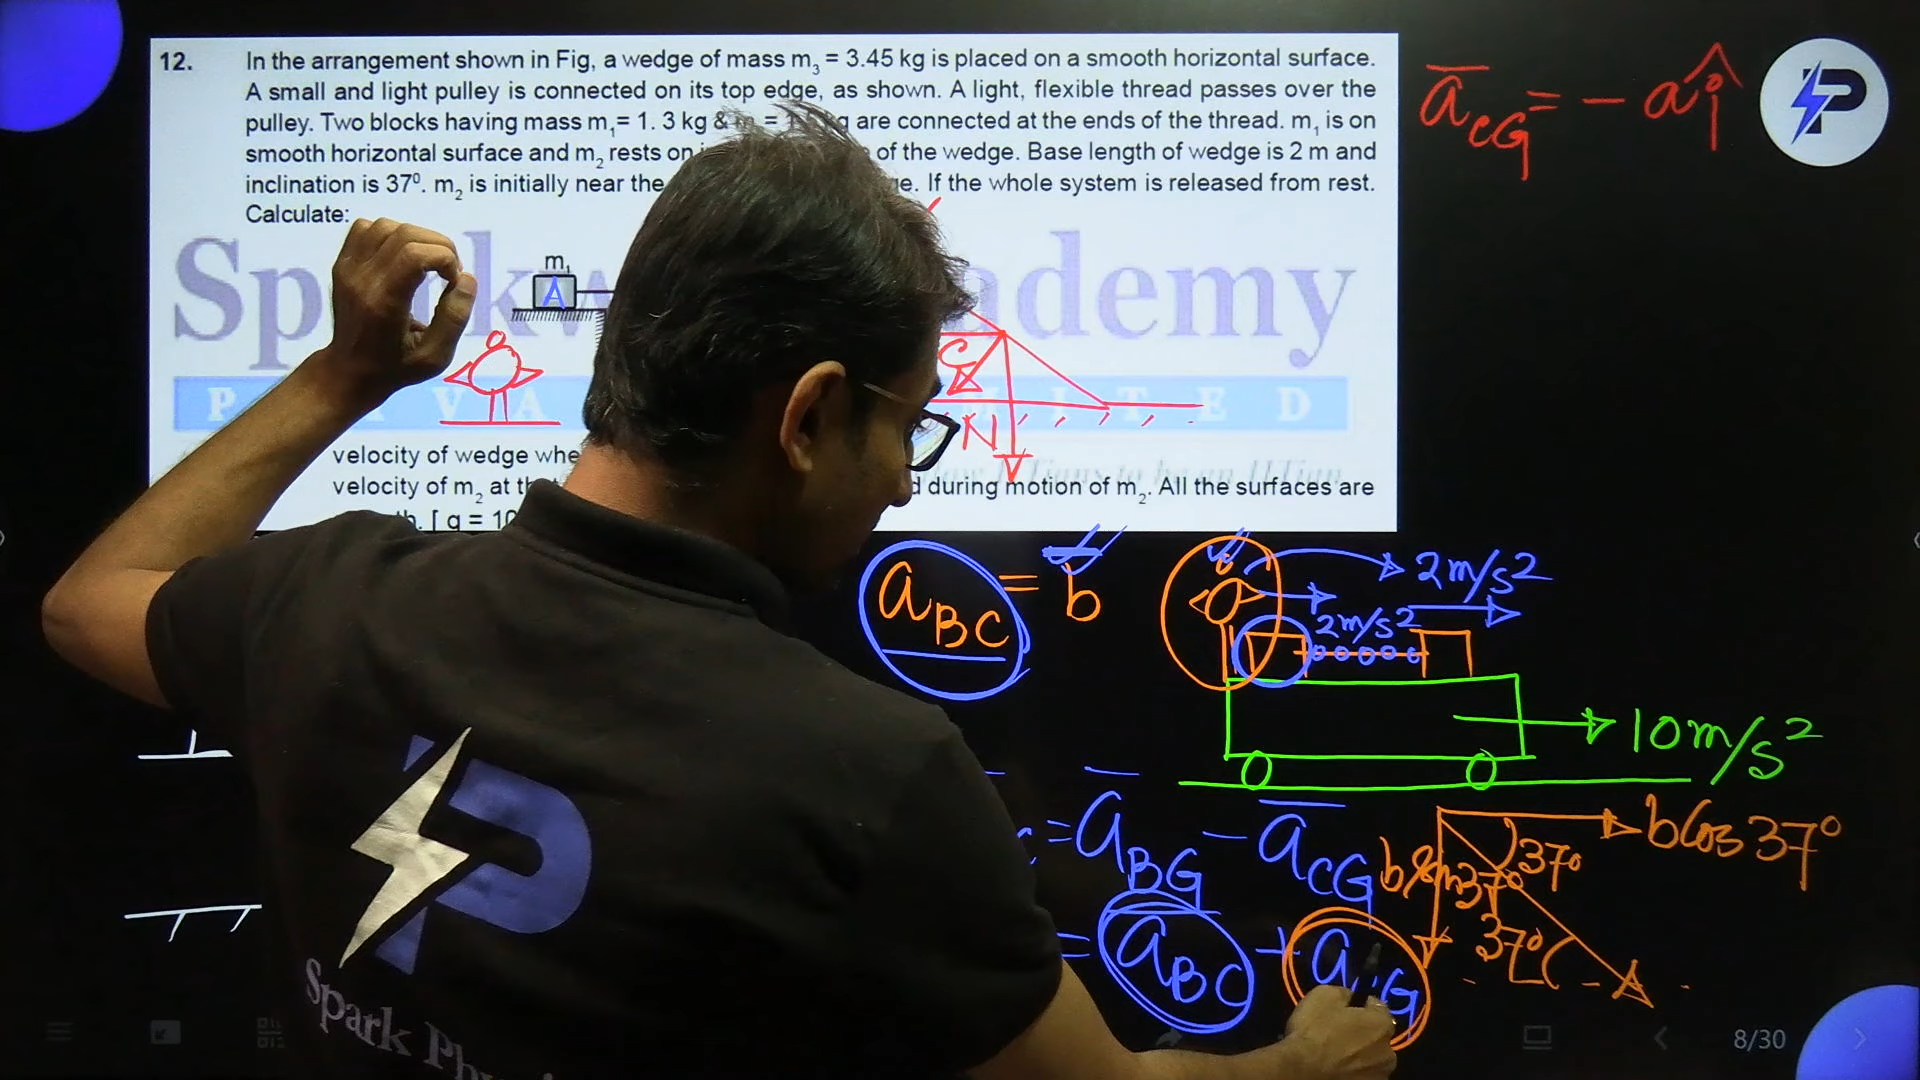 12. In the arrangement shown in Fig, a wedge of mass m₃ = 3.45 kg is placed on a smooth horizontal surface.
A small and light pulley is connected on its top edge, as shown. A light, flexible thread passes over the
pulley. Two blocks having mass m₁= 1. 3 kg & = are connected at the ends of the thread. m₁ is on
smooth horizontal surface and m₂ rests on of the wedge. Base length of wedge is 2 m and
inclination is 37⁰. m₂ is initially near the If the whole system is released from rest.
Calculate:
m₁
A
C
N
velocity of wedge
velocity of m₂ at during motion of m₂. All the surfaces are
[ g = 10
a̅CG = - a î
P
aBC = b
2m/s²
2m/s²
10m/s²
= aBG - aCG
= aBC +
b cos 37°
b sin 37°
37°
37°
Spark
8/30